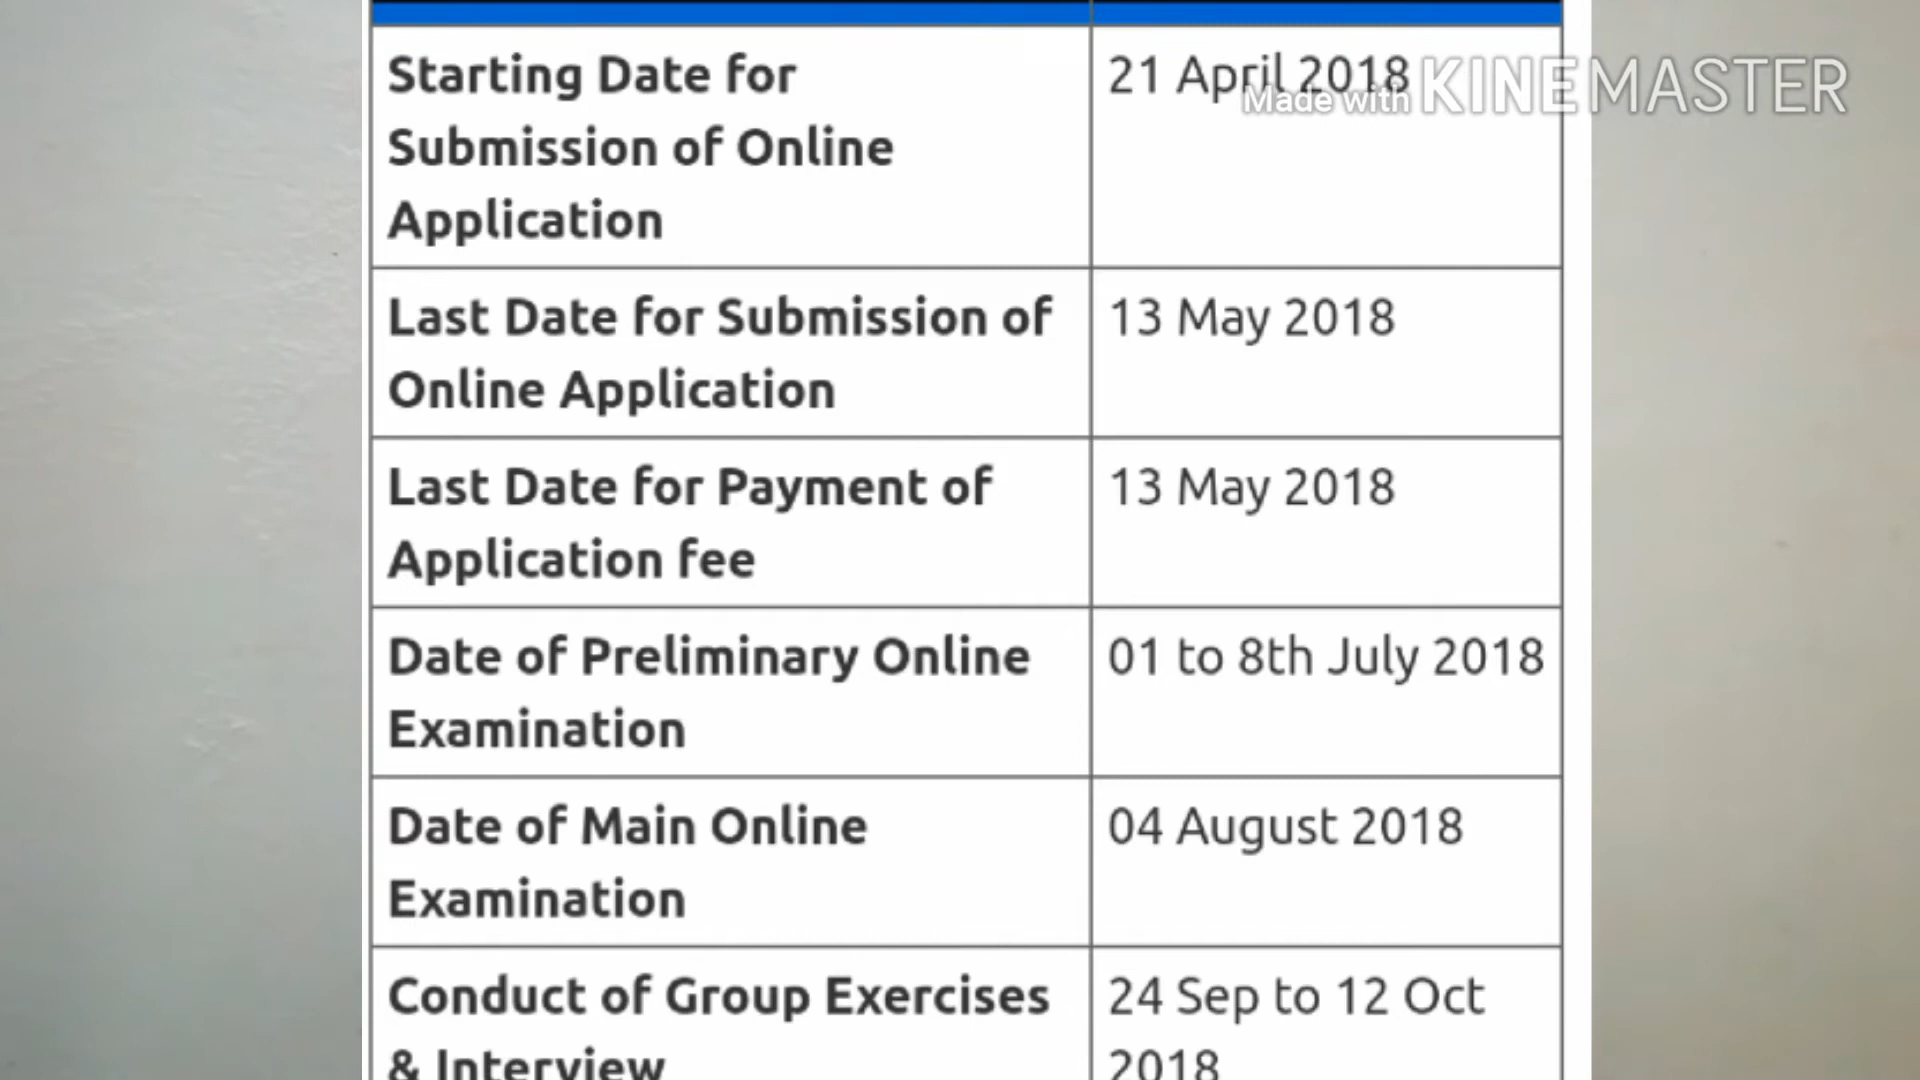 Starting Date for
Submission of Online
Application
21 April 2018
Made with KINEMASTER
Last Date for Submission of
Online Application
13 May 2018
Last Date for Payment of
Application fee
13 May 2018
Date of Preliminary Online
Examination
01 to 8th July 2018
Date of Main Online
Examination
04 August 2018
Conduct of Group Exercises
& Interview
24 Sep to 12 Oct
2018